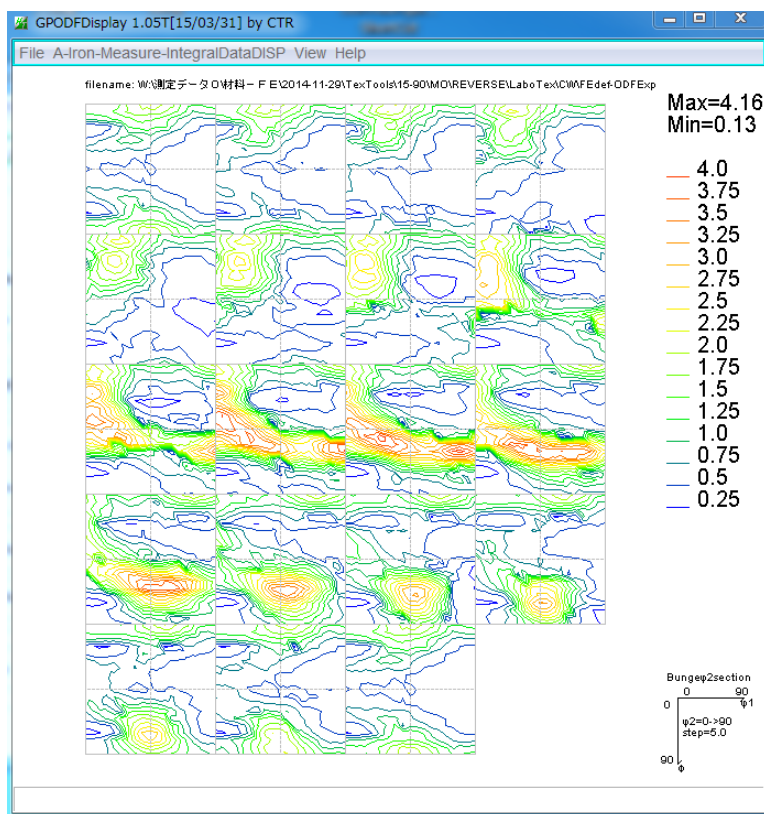 GPODFDisplay 1.05T[15/03/31] by CTR
File A-Iron-Measure-IntegralDataDISP View Help
filename: W:\測定データO\材料－ＦＥ\2014-11-29\TexTools\15-90\MO\REVERSE\LaboTex\CW\FEdef-ODFExp
Max=4.16
Min=0.13
4.0
3.75
3.5
3.25
3.0
2.75
2.5
2.25
2.0
1.75
1.5
1.25
1.0
0.75
0.5
0.25
Bungeφ2section
0 90
0 φ1
φ2=0->90
step=5.0
90
Φ